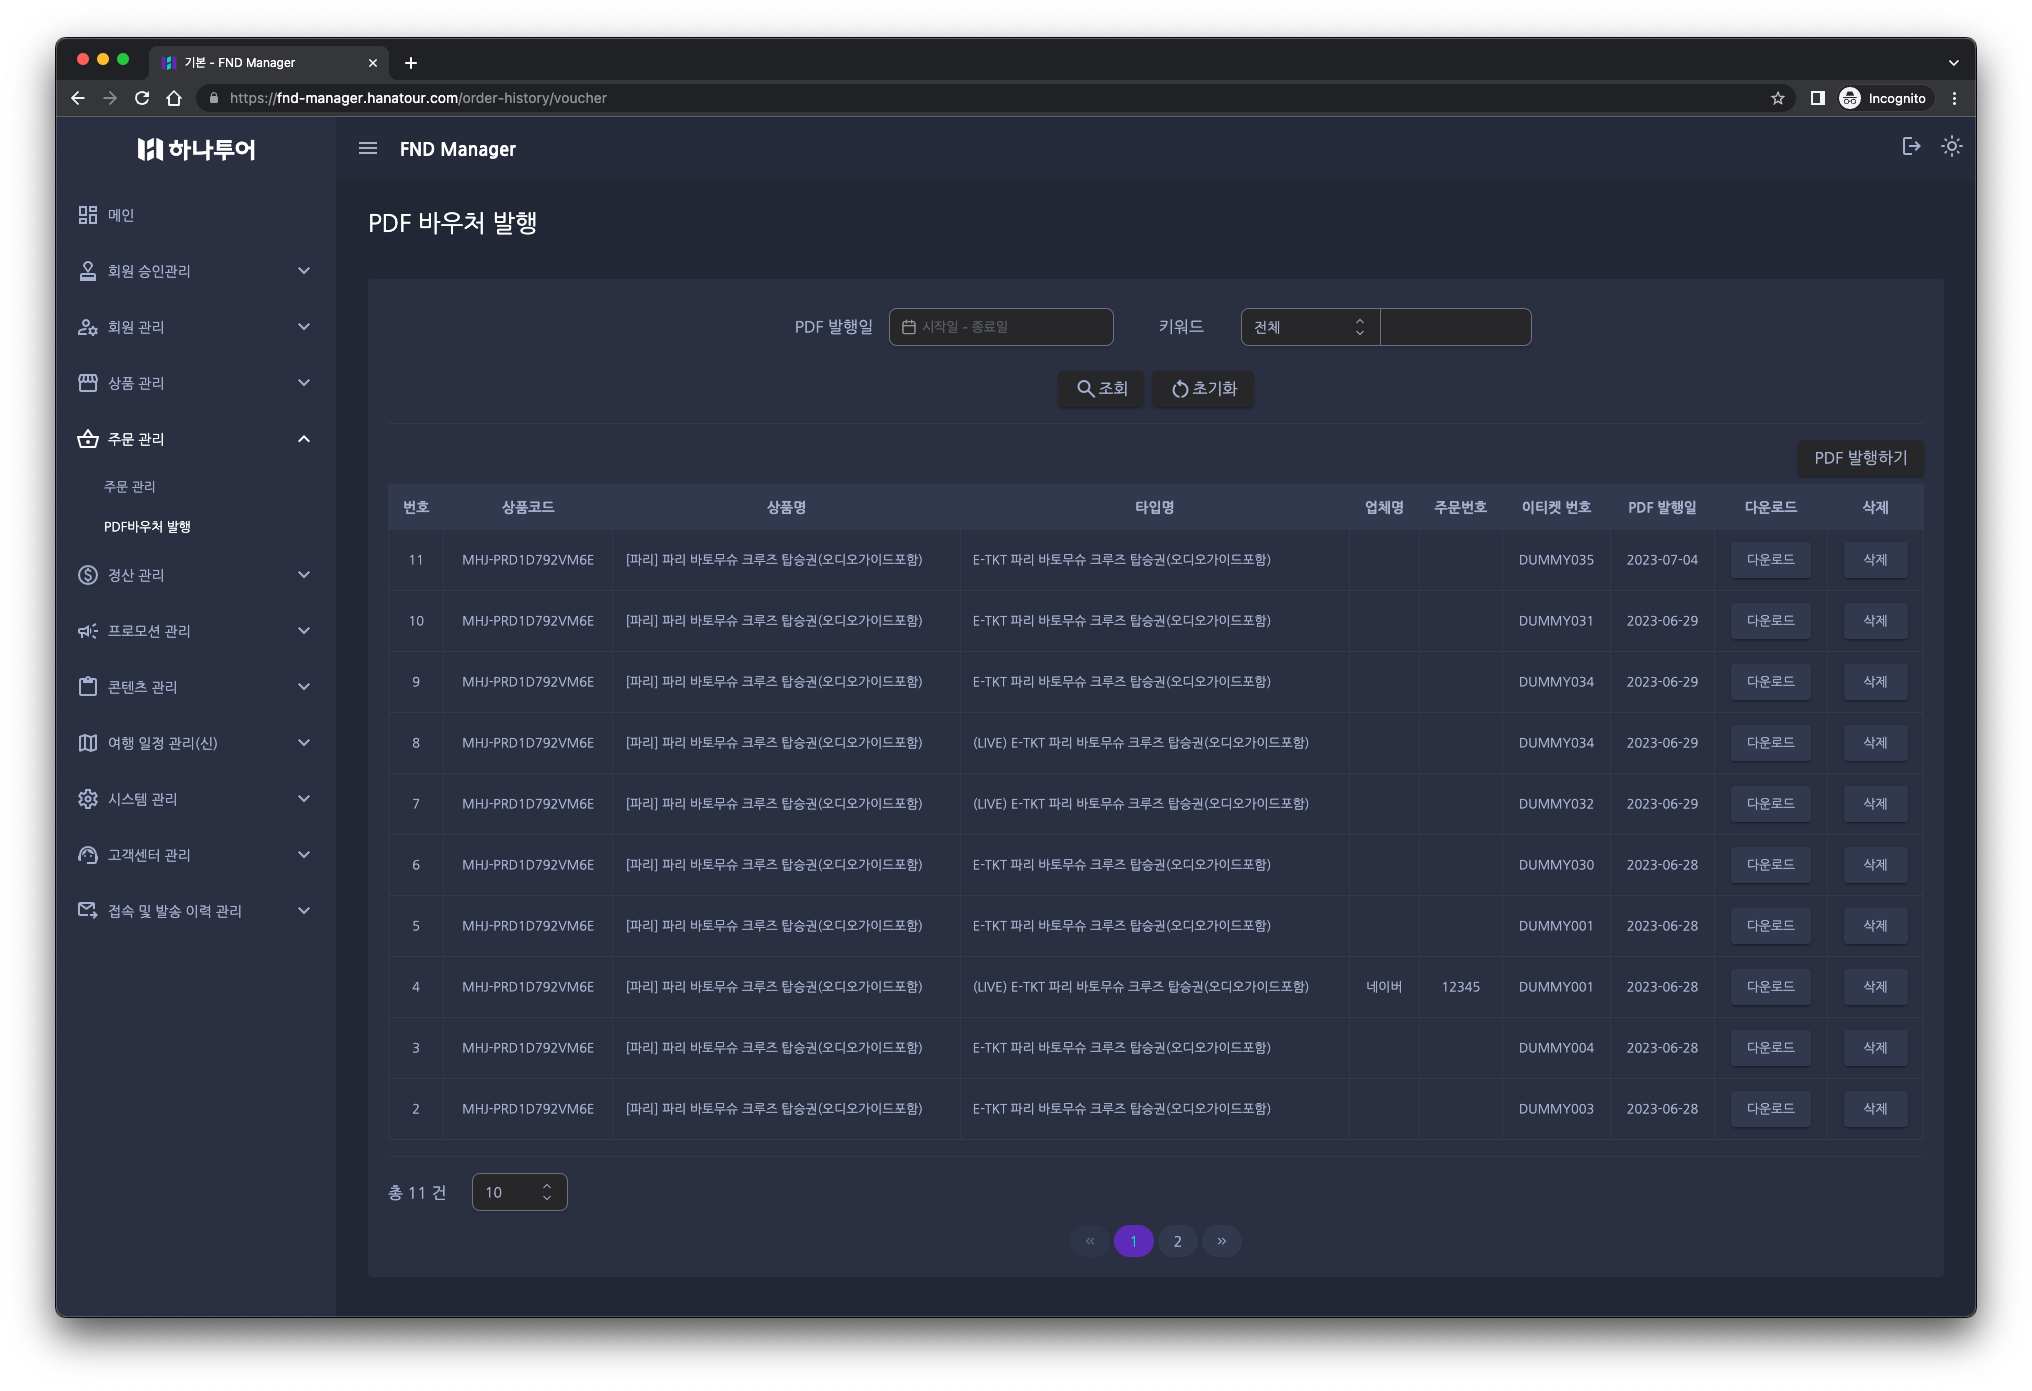 기본 - FND Manager
https://fnd-manager.hanatour.com/order-history/voucher
Incognito
하나투어
FND Manager
메인
회원 승인관리
회원 관리
상품 관리
주문 관리
주문 관리
PDF바우처 발행
정산 관리
프로모션 관리
콘텐츠 관리
여행 일정 관리(신)
시스템 관리
고객센터 관리
접속 및 발송 이력 관리
PDF 바우처 발행
PDF 발행일 시작일 - 종료일 키워드 전체
조회 초기화
PDF 발행하기
번호 상품코드 상품명 타입명 업체명 주문번호 이티켓 번호 PDF 발행일 다운로드 삭제
11 MHJ-PRD1D792VM6E [파리] 파리 바토무슈 크루즈 탑승권(오디오가이드포함) E-TKT 파리 바토무슈 크루즈 탑승권(오디오가이드포함) DUMMY035 2023-07-04 다운로드 삭제
10 MHJ-PRD1D792VM6E [파리] 파리 바토무슈 크루즈 탑승권(오디오가이드포함) E-TKT 파리 바토무슈 크루즈 탑승권(오디오가이드포함) DUMMY031 2023-06-29 다운로드 삭제
9 MHJ-PRD1D792VM6E [파리] 파리 바토무슈 크루즈 탑승권(오디오가이드포함) E-TKT 파리 바토무슈 크루즈 탑승권(오디오가이드포함) DUMMY034 2023-06-29 다운로드 삭제
8 MHJ-PRD1D792VM6E [파리] 파리 바토무슈 크루즈 탑승권(오디오가이드포함) (LIVE) E-TKT 파리 바토무슈 크루즈 탑승권(오디오가이드포함) DUMMY034 2023-06-29 다운로드 삭제
7 MHJ-PRD1D792VM6E [파리] 파리 바토무슈 크루즈 탑승권(오디오가이드포함) (LIVE) E-TKT 파리 바토무슈 크루즈 탑승권(오디오가이드포함) DUMMY032 2023-06-29 다운로드 삭제
6 MHJ-PRD1D792VM6E [파리] 파리 바토무슈 크루즈 탑승권(오디오가이드포함) E-TKT 파리 바토무슈 크루즈 탑승권(오디오가이드포함) DUMMY030 2023-06-28 다운로드 삭제
5 MHJ-PRD1D792VM6E [파리] 파리 바토무슈 크루즈 탑승권(오디오가이드포함) E-TKT 파리 바토무슈 크루즈 탑승권(오디오가이드포함) DUMMY001 2023-06-28 다운로드 삭제
4 MHJ-PRD1D792VM6E [파리] 파리 바토무슈 크루즈 탑승권(오디오가이드포함) (LIVE) E-TKT 파리 바토무슈 크루즈 탑승권(오디오가이드포함) 네이버 12345 DUMMY001 2023-06-28 다운로드 삭제
3 MHJ-PRD1D792VM6E [파리] 파리 바토무슈 크루즈 탑승권(오디오가이드포함) E-TKT 파리 바토무슈 크루즈 탑승권(오디오가이드포함) DUMMY004 2023-06-28 다운로드 삭제
2 MHJ-PRD1D792VM6E [파리] 파리 바토무슈 크루즈 탑승권(오디오가이드포함) E-TKT 파리 바토무슈 크루즈 탑승권(오디오가이드포함) DUMMY003 2023-06-28 다운로드 삭제
총 11 건 10
« 1 2 »